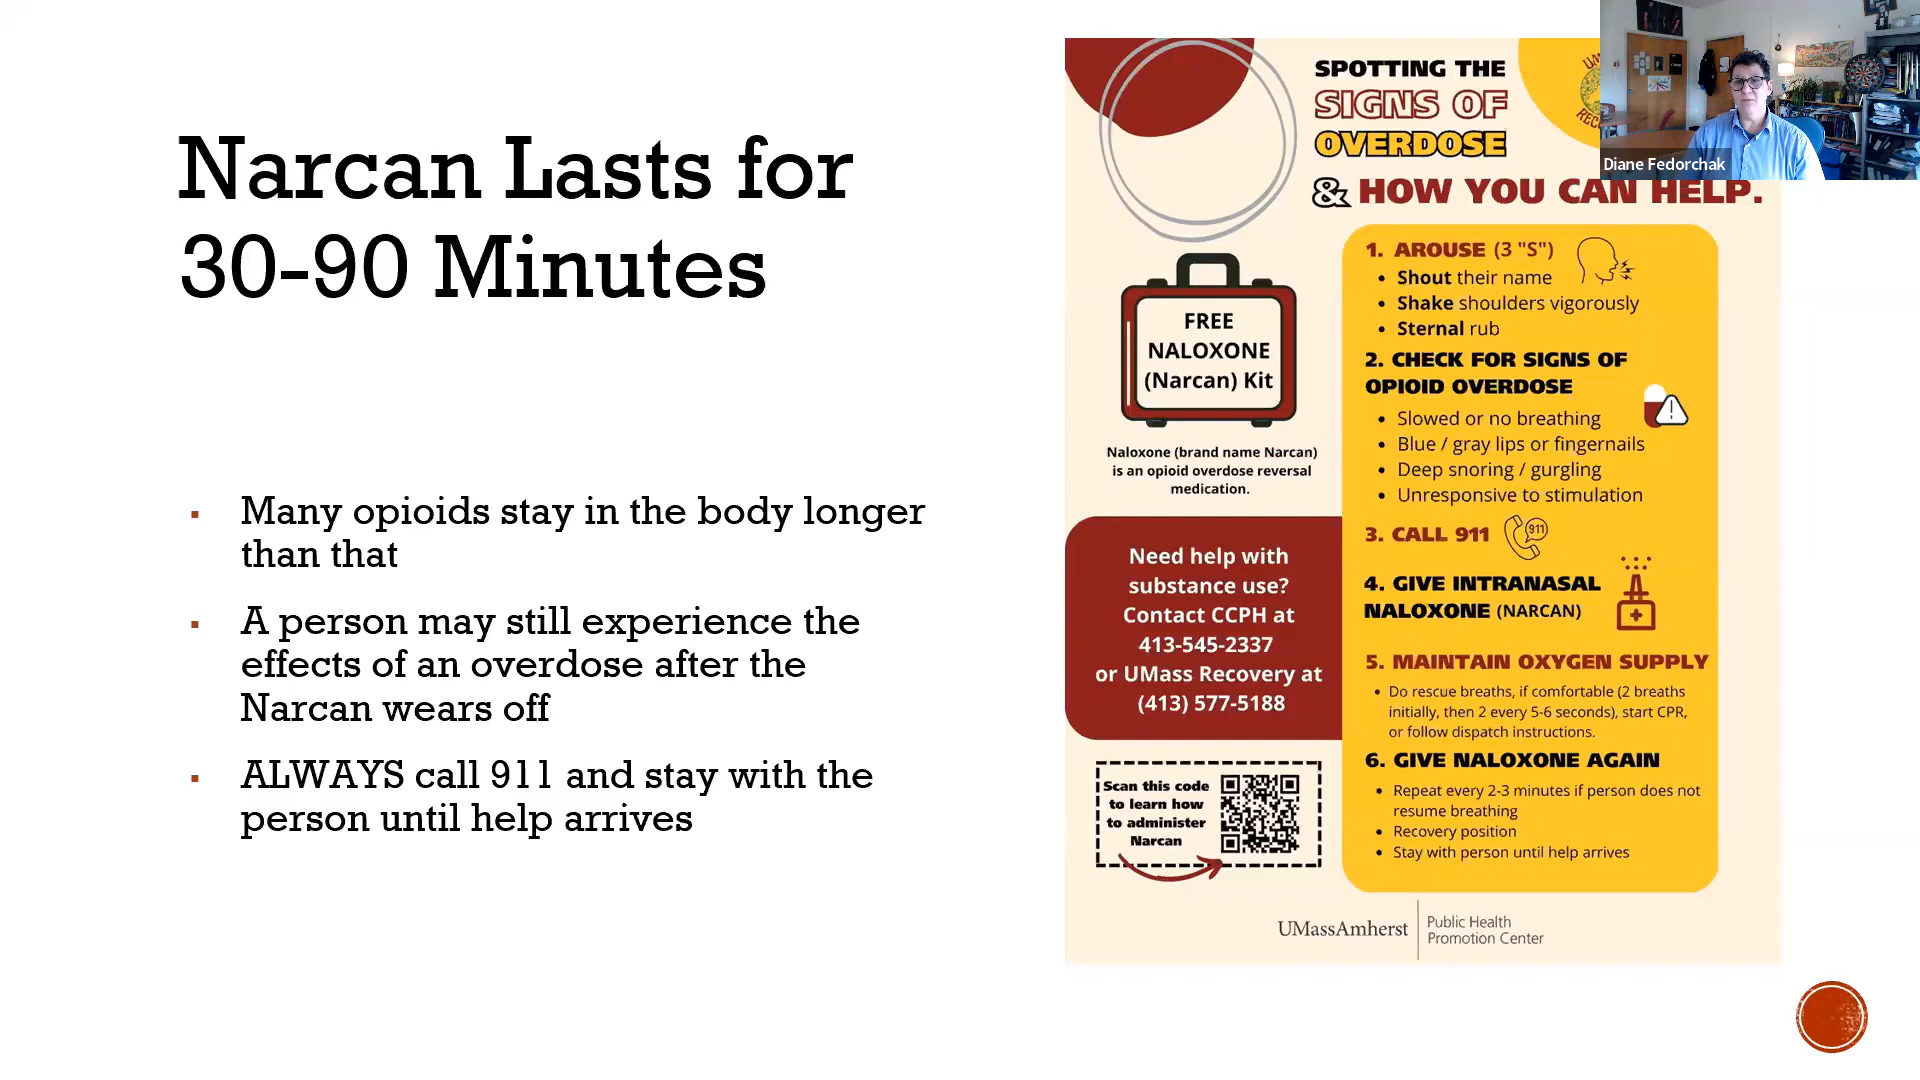 Narcan Lasts for
30-90 Minutes
▪ Many opioids stay in the body longer
than that
▪ A person may still experience the
effects of an overdose after the
Narcan wears off
▪ ALWAYS call 911 and stay with the
person until help arrives
SPOTTING THE
SIGNS OF
OVERDOSE
& HOW YOU CAN HELP.
FREE
NALOXONE
(Narcan) Kit
Naloxone (brand name Narcan)
is an opioid overdose reversal
medication.
Need help with
substance use?
Contact CCPH at
413-545-2337
or UMass Recovery at
(413) 577-5188
Scan this code
to learn how
to administer
Narcan
1. AROUSE (3 "S")
• Shout their name
• Shake shoulders vigorously
• Sternal rub
2. CHECK FOR SIGNS OF
OPIOID OVERDOSE
• Slowed or no breathing
• Blue / gray lips or fingernails
• Deep snoring / gurgling
• Unresponsive to stimulation
3. CALL 911
911
4. GIVE INTRANASAL
NALOXONE (NARCAN)
5. MAINTAIN OXYGEN SUPPLY
• Do rescue breaths, if comfortable (2 breaths
initially, then 2 every 5-6 seconds), start CPR,
or follow dispatch instructions.
6. GIVE NALOXONE AGAIN
• Repeat every 2-3 minutes if person does not
resume breathing
• Recovery position
• Stay with person until help arrives
UMassAmherst
Public Health
Promotion Center
Diane Fedorchak